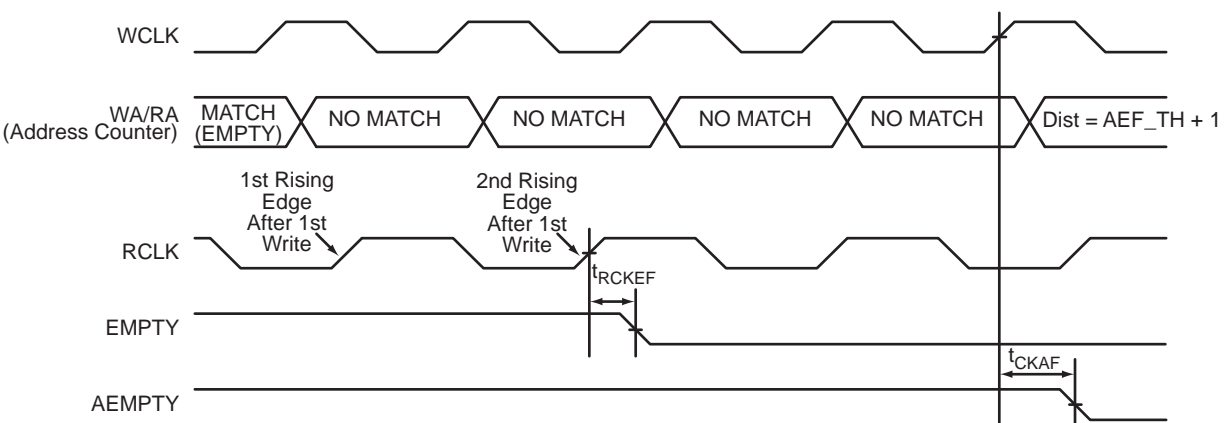 WCLK
WA/RA
(Address Counter)
MATCH
(EMPTY)
NO MATCH
NO MATCH
NO MATCH
NO MATCH
Dist = AEF_TH + 1
1st Rising
Edge
After 1st
Write
2nd Rising
Edge
After 1st
Write
RCLK
tRCKEF
EMPTY
tCKAF
AEMPTY